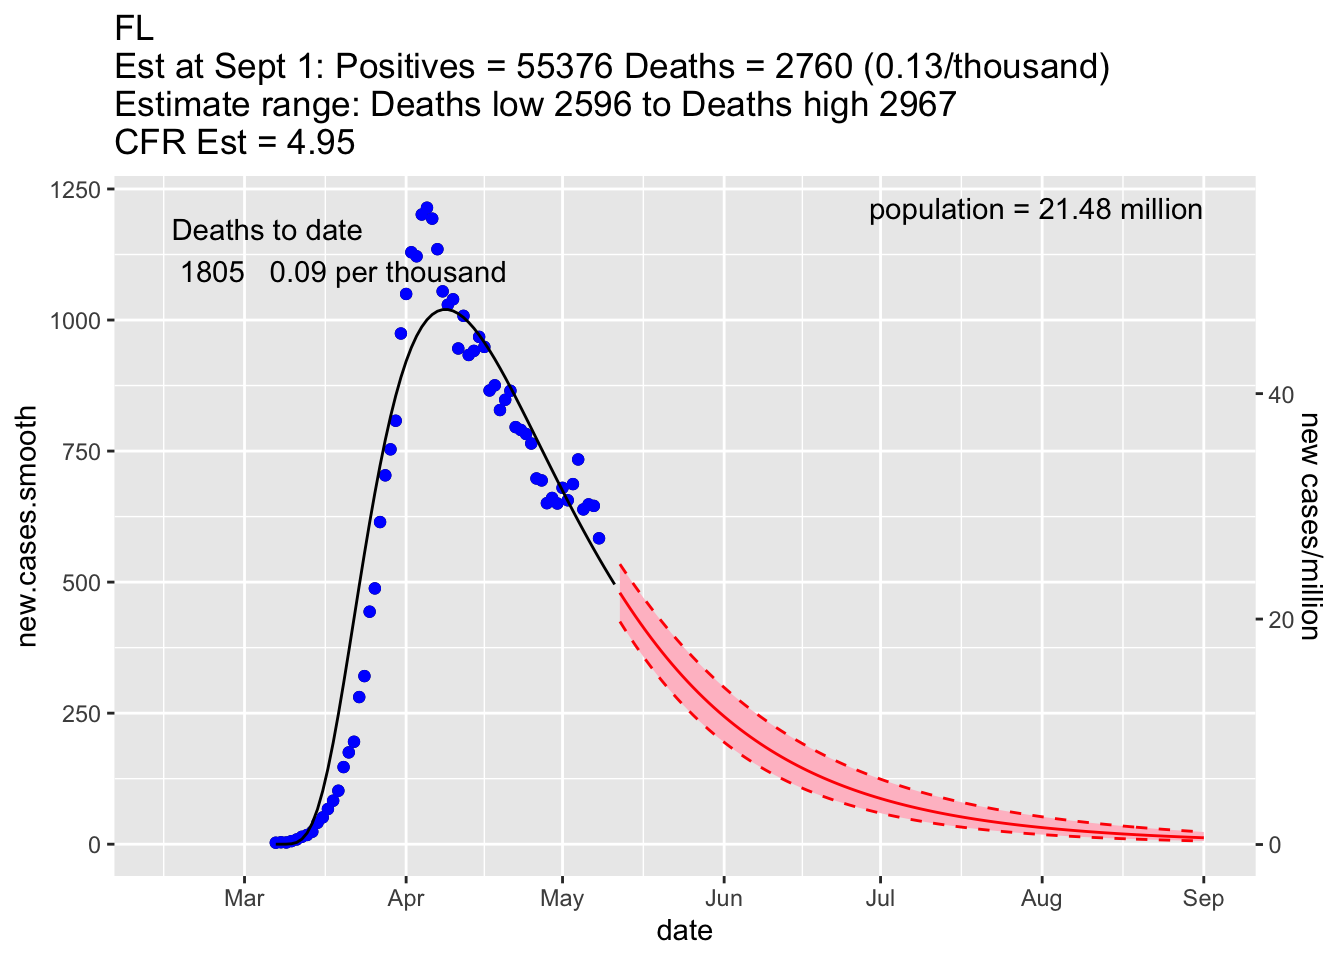 FL
Est at Sept 1: Positives = 55376 Deaths = 2760 (0.13/thousand)
Estimate range: Deaths low 2596 to Deaths high 2967
CFR Est = 4.95
1250
1000
750
500
250
0
new.cases.smooth
Deaths to date
1805 0.09 per thousand
population = 21.48 million
40
20
0
new cases/million
Mar Apr May Jun Jul Aug Sep
date